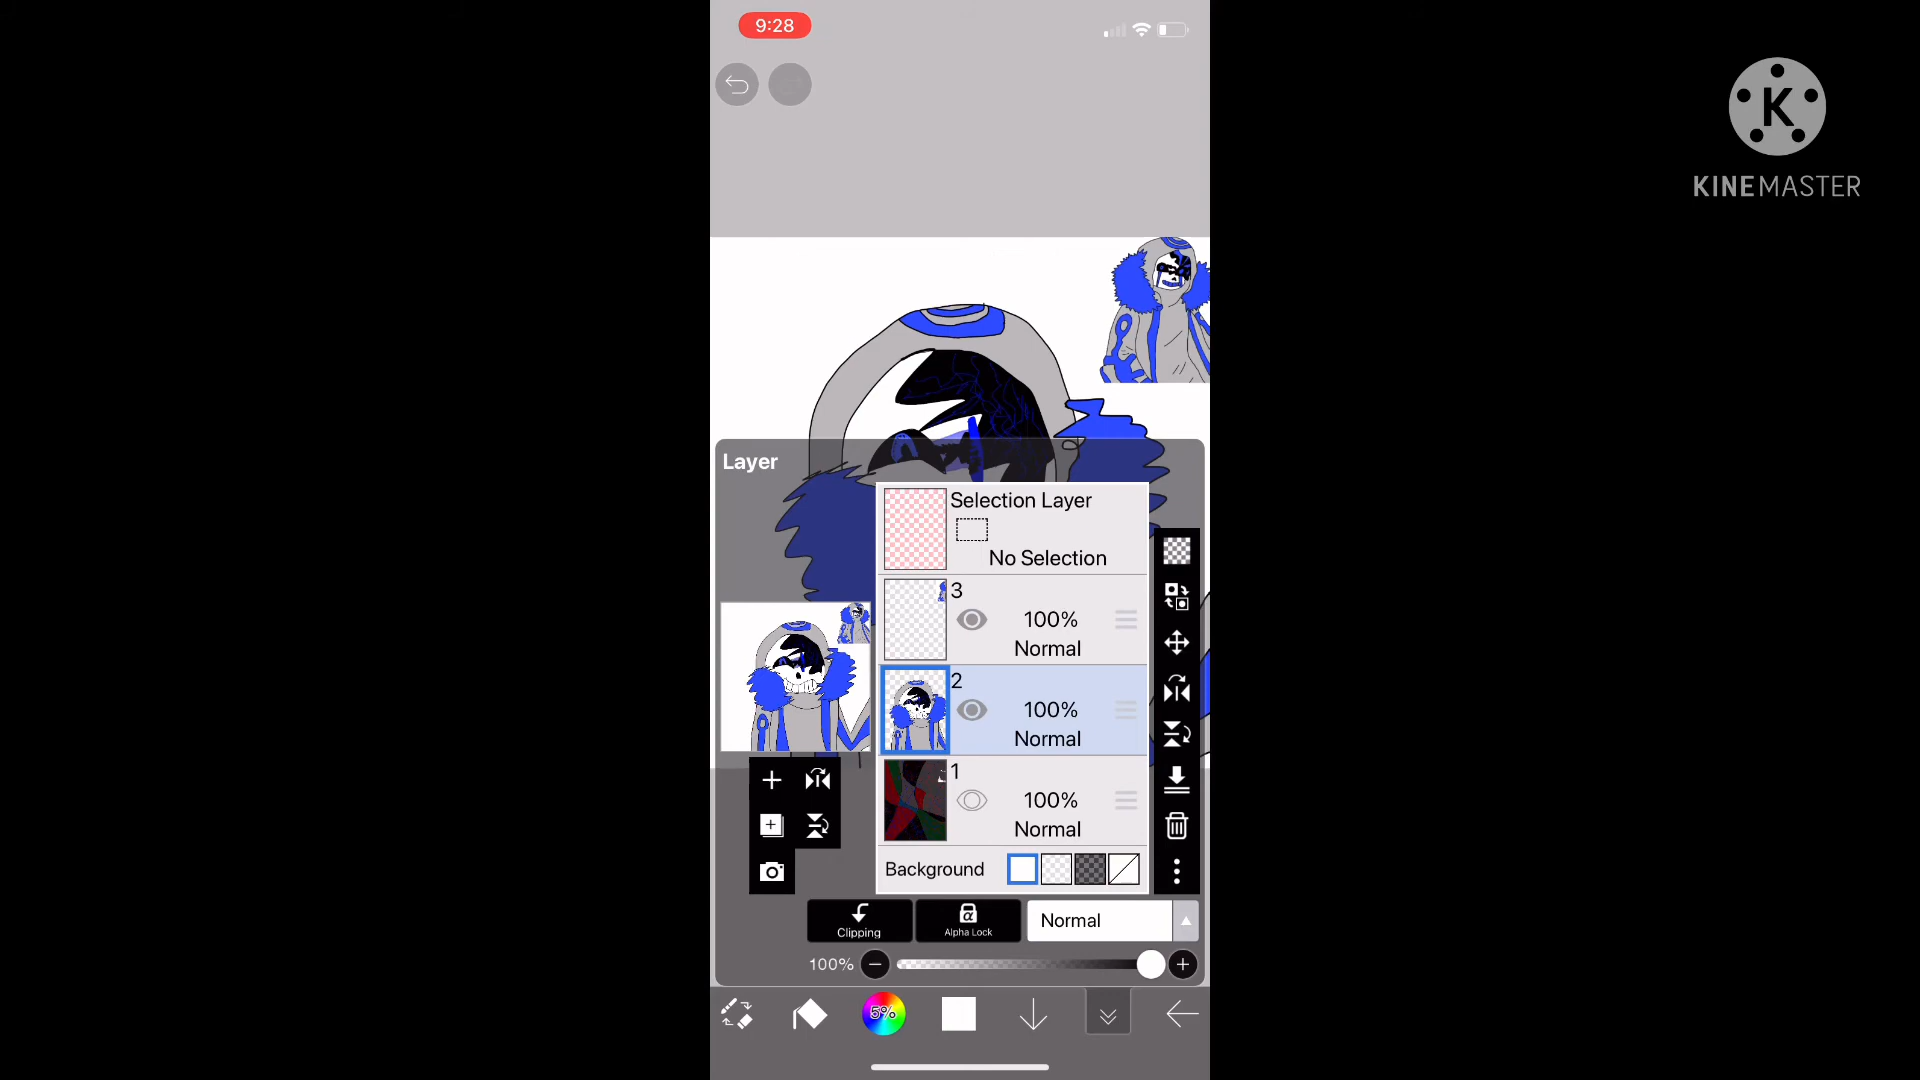 9:28
K
KINEMASTER
Layer
Selection Layer
No Selection
3
100%
Normal
2
100%
Normal
1
100%
Normal
Background
Clipping
α
Alpha Lock
Normal
100%
5%